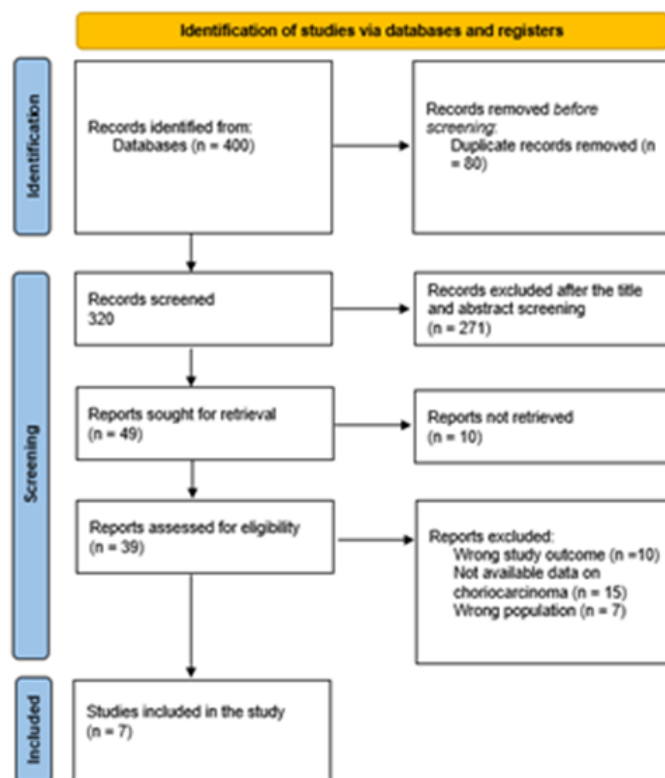 Identification of studies via databases and registers
Identification
Records identified from:
Databases (n = 400)
Records removed before
screening:
Duplicate records removed (n
= 80)
Screening
Records screened
320
Records excluded after the title
and abstract screening
(n = 271)
Reports sought for retrieval
(n = 49)
Reports not retrieved
(n = 10)
Reports assessed for eligibility
(n = 39)
Reports excluded:
Wrong study outcome (n =10)
Not available data on
choriocarcinoma (n = 15)
Wrong population (n = 7)
Included
Studies included in the study
(n = 7)